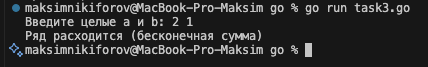 maksimnikiforov@MacBook-Pro-Maksim go % go run task3.go
Введите целые a и b: 2 1
Ряд расходится (бесконечная сумма)
maksimnikiforov@MacBook-Pro-Maksim go %